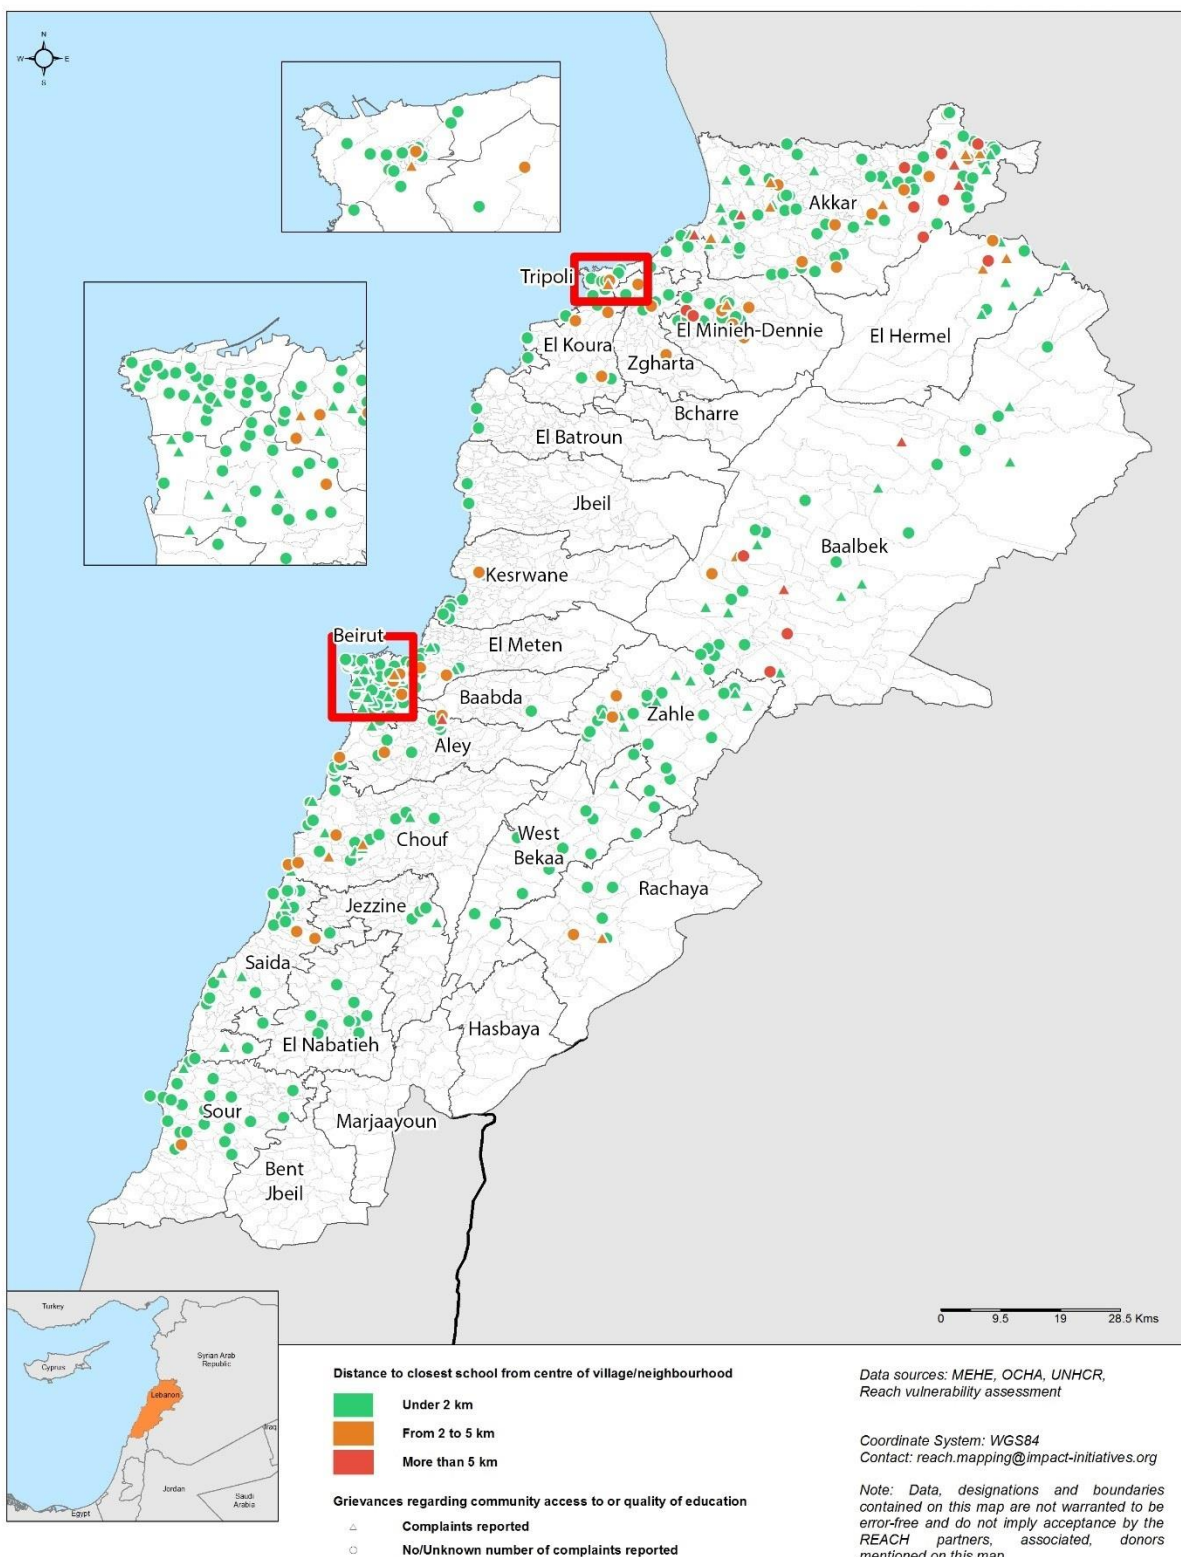 N
W E
S
Akkar
Tripoli
El Minieh-Dennie
El Hermel
El Koura
Zgharta
Bcharre
El Batroun
Jbeil
Baalbek
Kesrwane
Beirut
El Meten
Baabda
Zahle
Aley
Chouf
West
Bekaa
Rachaya
Jezzine
Saida
Hasbaya
El Nabatieh
Sour
Marjaayoun
Bent
Jbeil
Turkey
Syrian Arab
Republic
Cyprus
Lebanon
Iraq
Jordan
Saudi
Arabia
Egypt
0 9.5 19 28.5 Kms
Distance to closest school from centre of village/neighbourhood
Under 2 km
From 2 to 5 km
More than 5 km
Grievances regarding community access to or quality of education
Complaints reported
No/Unknown number of complaints reported
Data sources: MEHE, OCHA, UNHCR,
Reach vulnerability assessment
Coordinate System: WGS84
Contact: reach.mapping@impact-initiatives.org
Note: Data, designations and boundaries
contained on this map are not warranted to be
error-free and do not imply acceptance by the
REACH partners, associated, donors
mentioned on this map